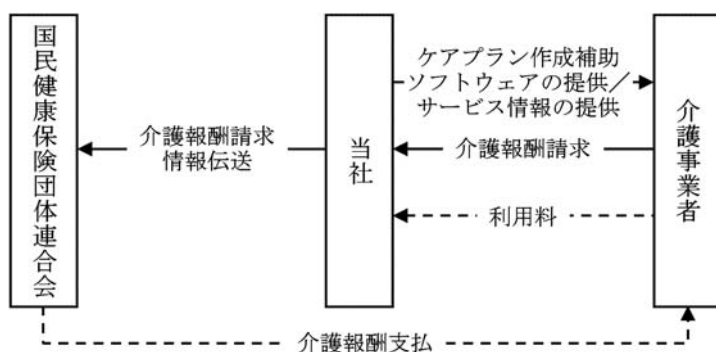 国民健康保険団体連合会
介護報酬請求
情報伝送
当社
ケアプラン作成補助
ソフトウェアの提供／
サービス情報の提供
介護報酬請求
利用料
介護事業者
介護報酬支払